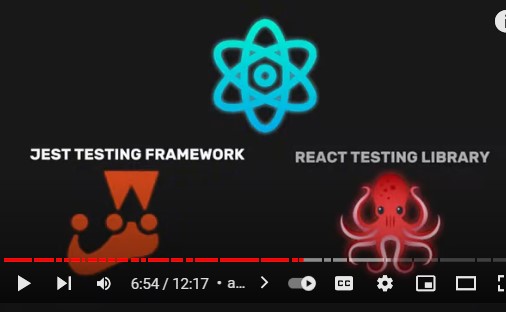 JEST TESTING FRAMEWORK
REACT TESTING LIBRARY
6:54 / 12:17 • a...
CC